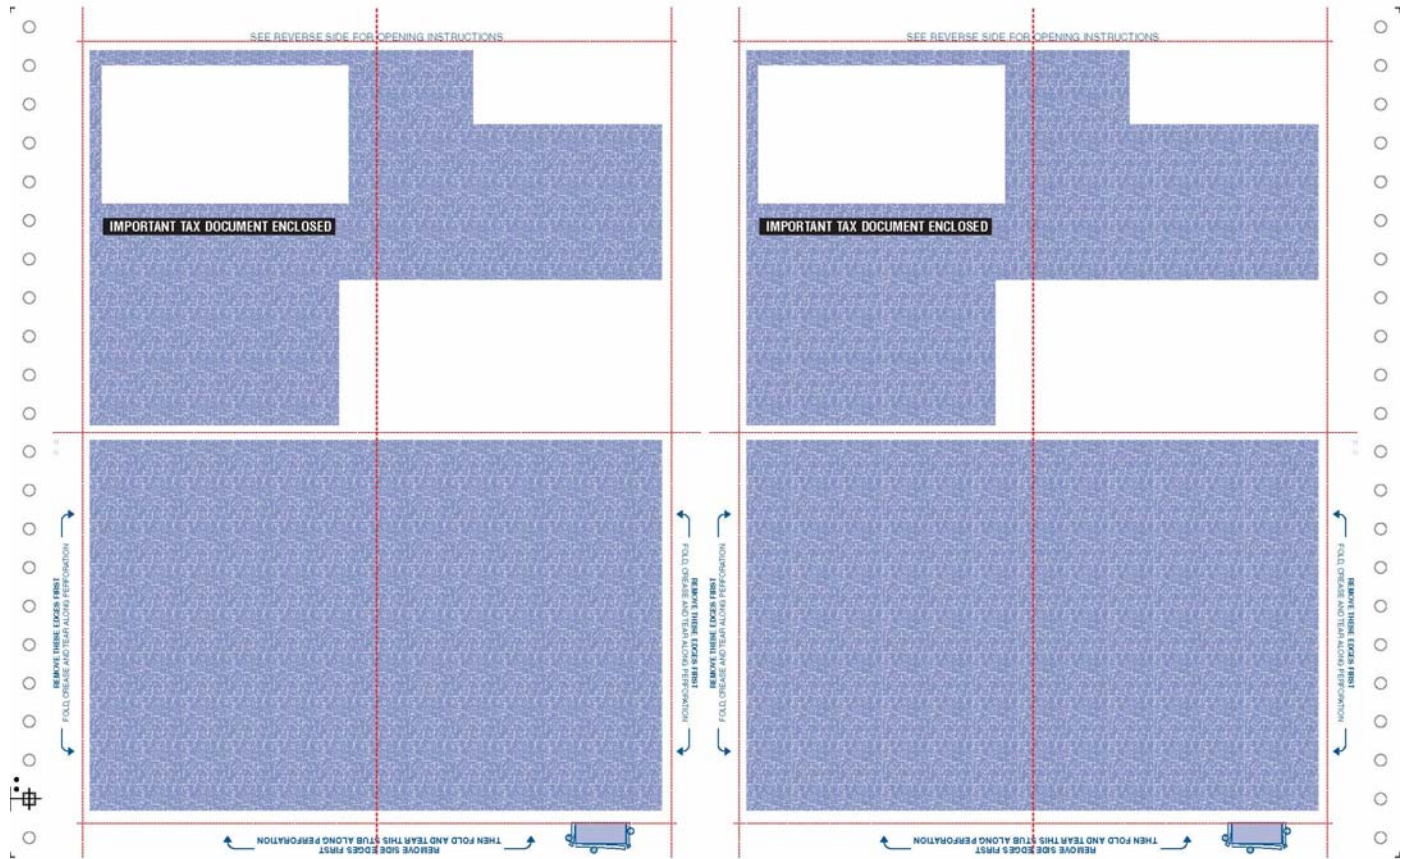 SEE REVERSE SIDE FOR OPENING INSTRUCTIONS
SEE REVERSE SIDE FOR OPENING INSTRUCTIONS
IMPORTANT TAX DOCUMENT ENCLOSED
IMPORTANT TAX DOCUMENT ENCLOSED
REMOVE THESE EDGES FIRST
FOLD, CREASE AND TEAR ALONG PERFORATION
REMOVE THESE EDGES FIRST
FOLD, CREASE AND TEAR ALONG PERFORATION
REMOVE THESE EDGES FIRST
FOLD, CREASE AND TEAR ALONG PERFORATION
REMOVE THESE EDGES FIRST
FOLD, CREASE AND TEAR ALONG PERFORATION
REMOVE SIDE EDGES FIRST
THEN FOLD AND TEAR THIS STUB ALONG PERFORATION
REMOVE SIDE EDGES FIRST
THEN FOLD AND TEAR THIS STUB ALONG PERFORATION